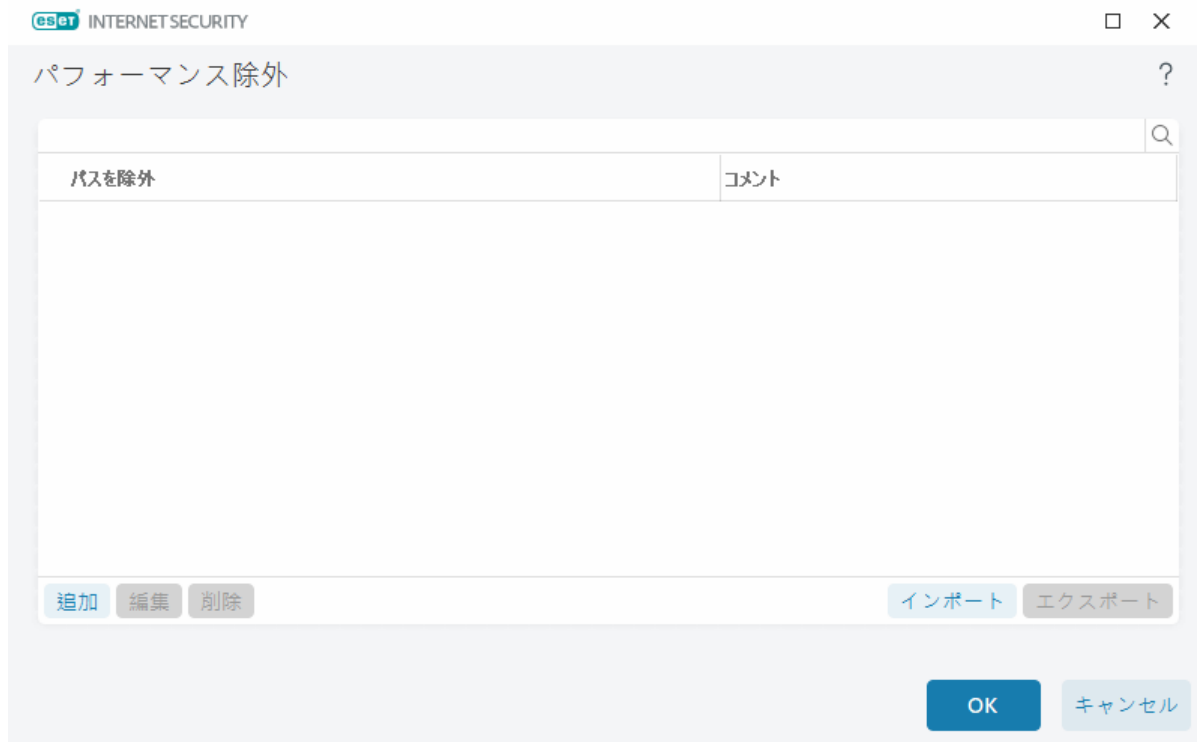 eset INTERNET SECURITY
パフォーマンス除外 ?
パスを除外 コメント
追加 編集 削除 インポート エクスポート
OK キャンセル